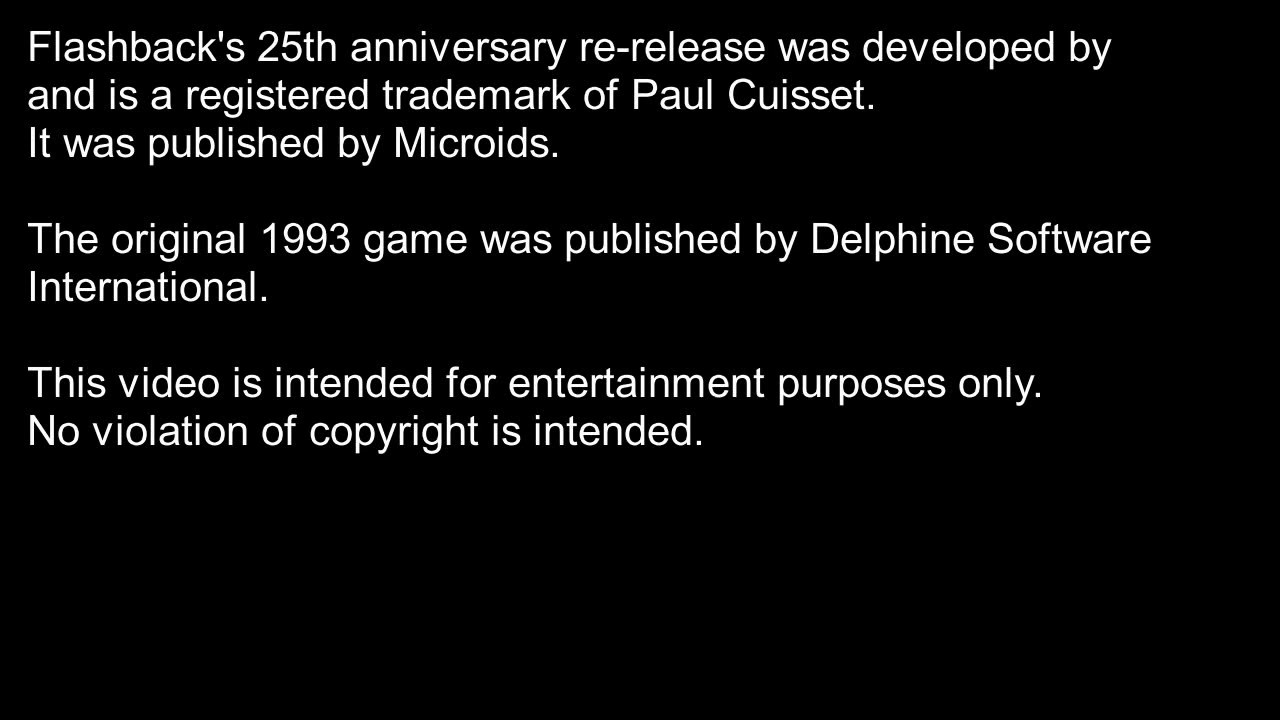 Flashback's 25th anniversary re-release was developed by
and is a registered trademark of Paul Cuisset.
It was published by Microids.
The original 1993 game was published by Delphine Software
International.
This video is intended for entertainment purposes only.
No violation of copyright is intended.